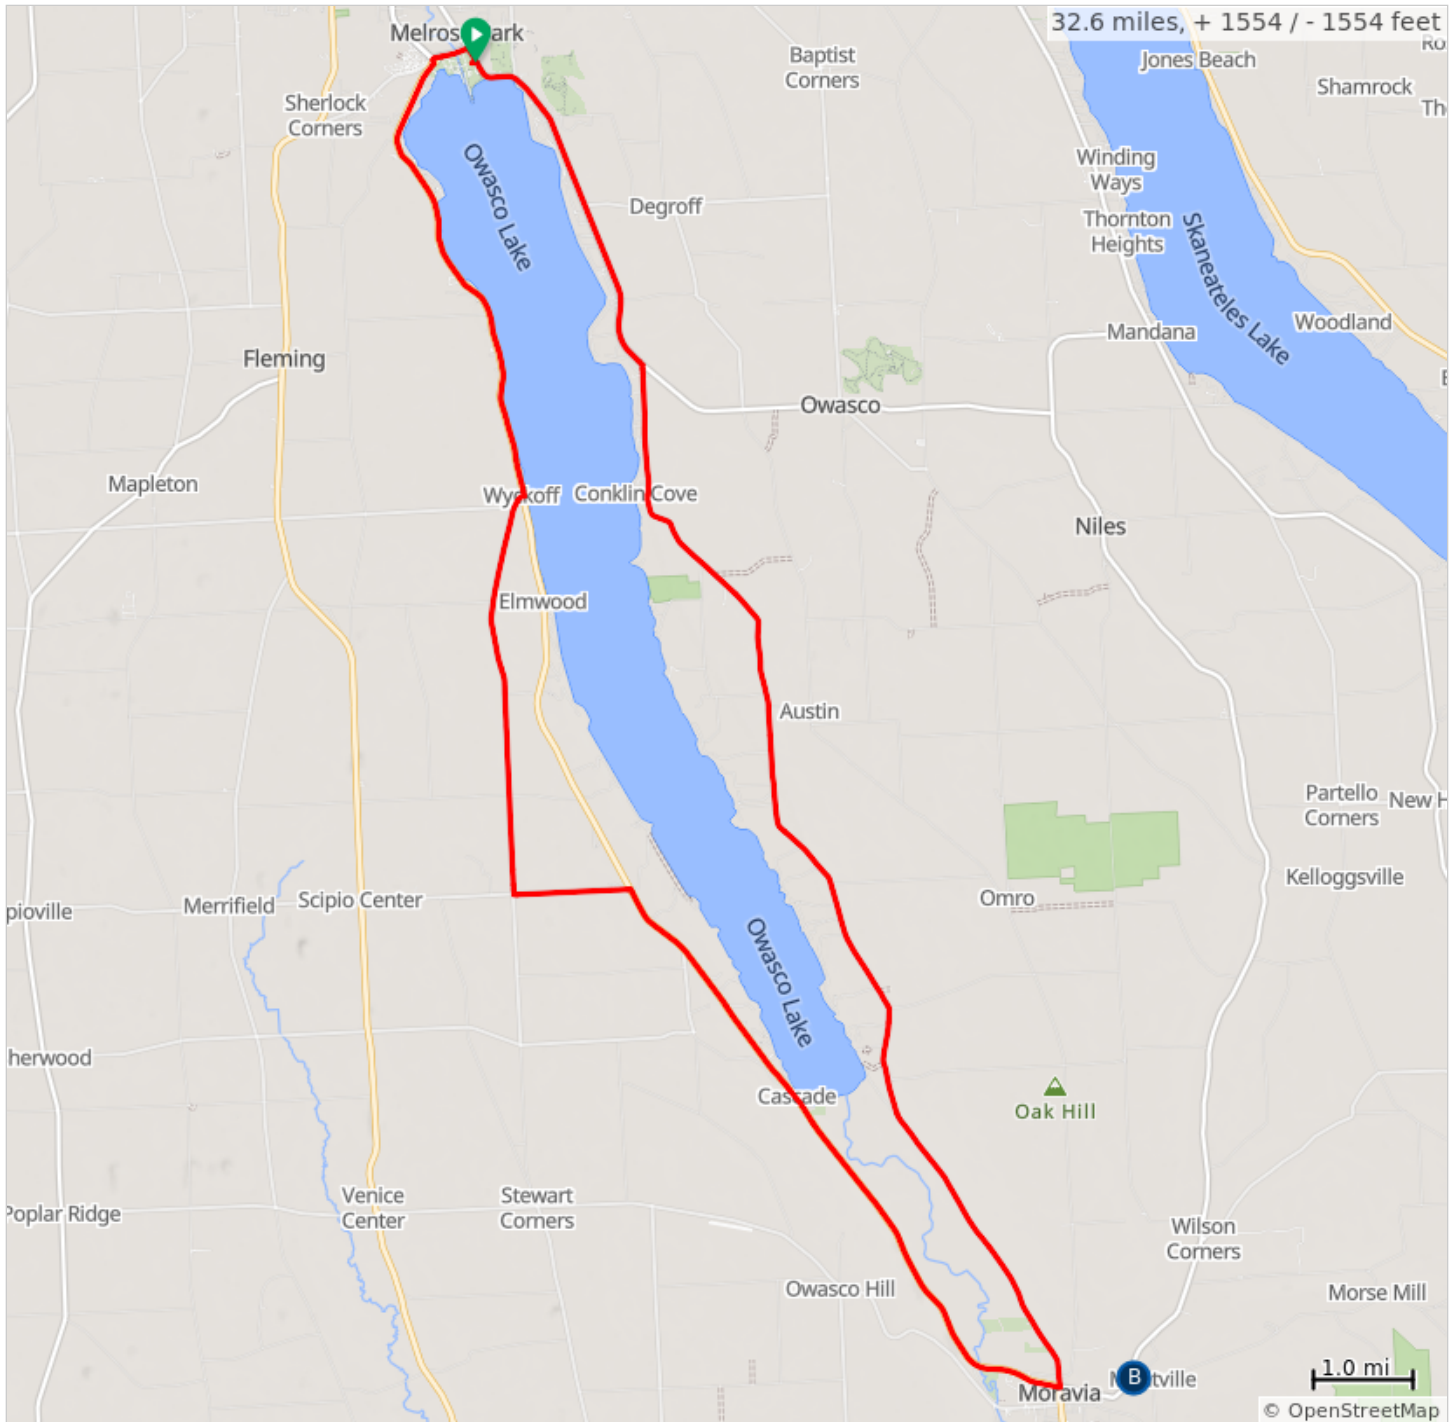 32.6 miles, + 1554 / - 1554 feet
Baptist
Corners
Jones Beach
Shamrock
Sherlock
Corners
Owasco Lake
Winding
Ways
Degroff
Thornton
Heights
Skaneateles Lake
Woodland
Mandana
Fleming
Owasco
Mapleton
Conklin Cove
Niles
Elmwood
Austin
Partello
Corners
New H
Kelloggsville
Omro
Scipio Center
Merrifield
pioville
Owasco Lake
herwood
Cascade
Oak Hill
Venice
Center
Stewart
Corners
Poplar Ridge
Wilson
Corners
Owasco Hill
Morse Mill
1.0 mi
B
Moravia
© OpenStreetMap